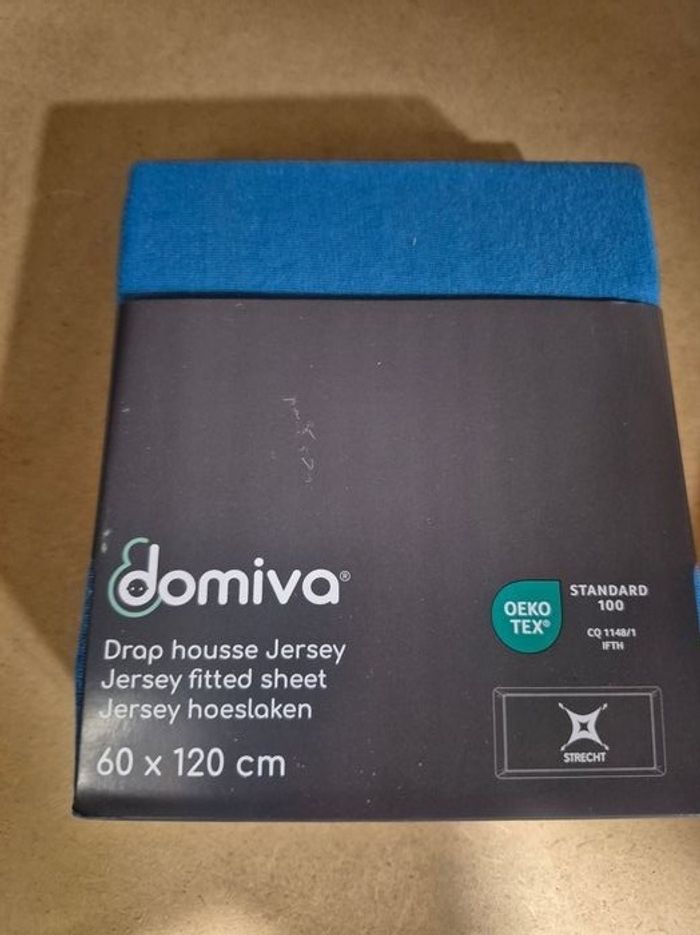 domiva®
Drap housse Jersey
Jersey fitted sheet
Jersey hoeslaken
60 x 120 cm
OEKO
TEX®
STANDARD
100
CQ 1148/1
IFTH
STRECHT